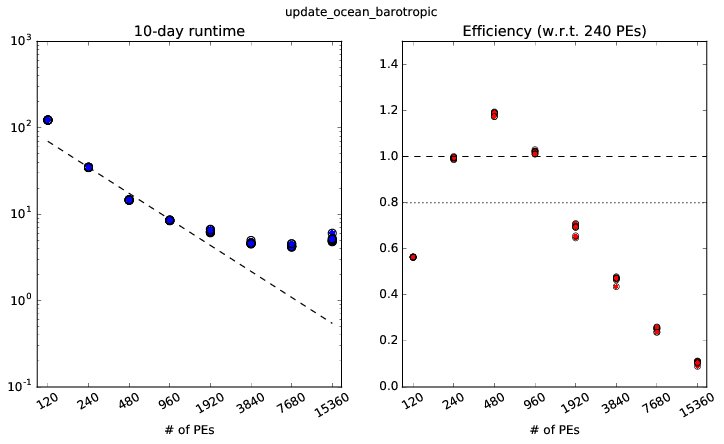 update_ocean_barotropic
10-day runtime
10^3
10^2
10^1
10^0
10^-1
120 240 480 960 1920 3840 7680 15360
# of PEs
Efficiency (w.r.t. 240 PEs)
1.4
1.2
1.0
0.8
0.6
0.4
0.2
0.0
120 240 480 960 1920 3840 7680 15360
# of PEs